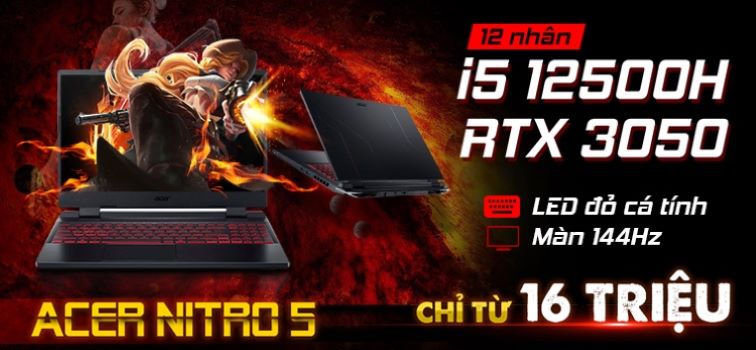 12 nhân
i5 12500H
RTX 3050
LED đỏ cá tính
Màn 144Hz
acer
ACER NITRO 5
CHỈ TỪ 16 TRIỆU